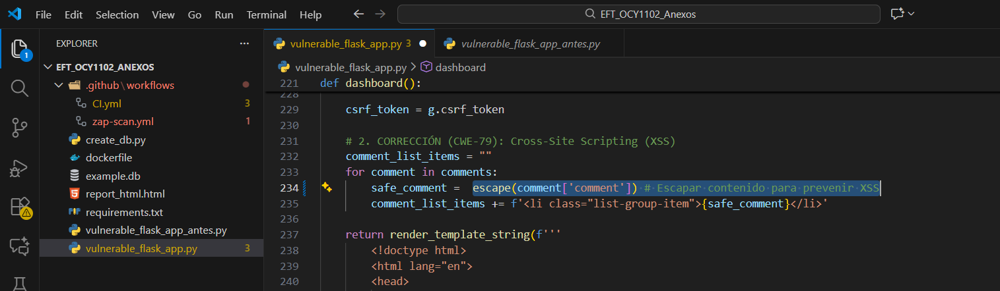 File Edit Selection View Go Run Terminal Help EFT_OCY1102_Anexos
EXPLORER
EFT_OCY1102_ANEXOS
.github\workflows
CI.yml 3
zap-scan.yml 1
create_db.py
dockerfile
example.db
report_html.html
requirements.txt
vulnerable_flask_app_antes.py
vulnerable_flask_app.py 3
1
vulnerable_flask_app.py 3 vulnerable_flask_app_antes.py
vulnerable_flask_app.py > dashboard
221 def dashboard():
228
229 csrf_token = g.csrf_token
230
231 # 2. CORRECCIÓN (CWE-79): Cross-Site Scripting (XSS)
232 comment_list_items = ""
233 for comment in comments:
234 safe_comment =  escape(comment['comment']) # Escapar contenido para prevenir XSS
235 comment_list_items += f'<li class="list-group-item">{safe_comment}</li>'
236
237 return render_template_string(f'''
238 <!doctype html>
239 <html lang="en">
240 <head>